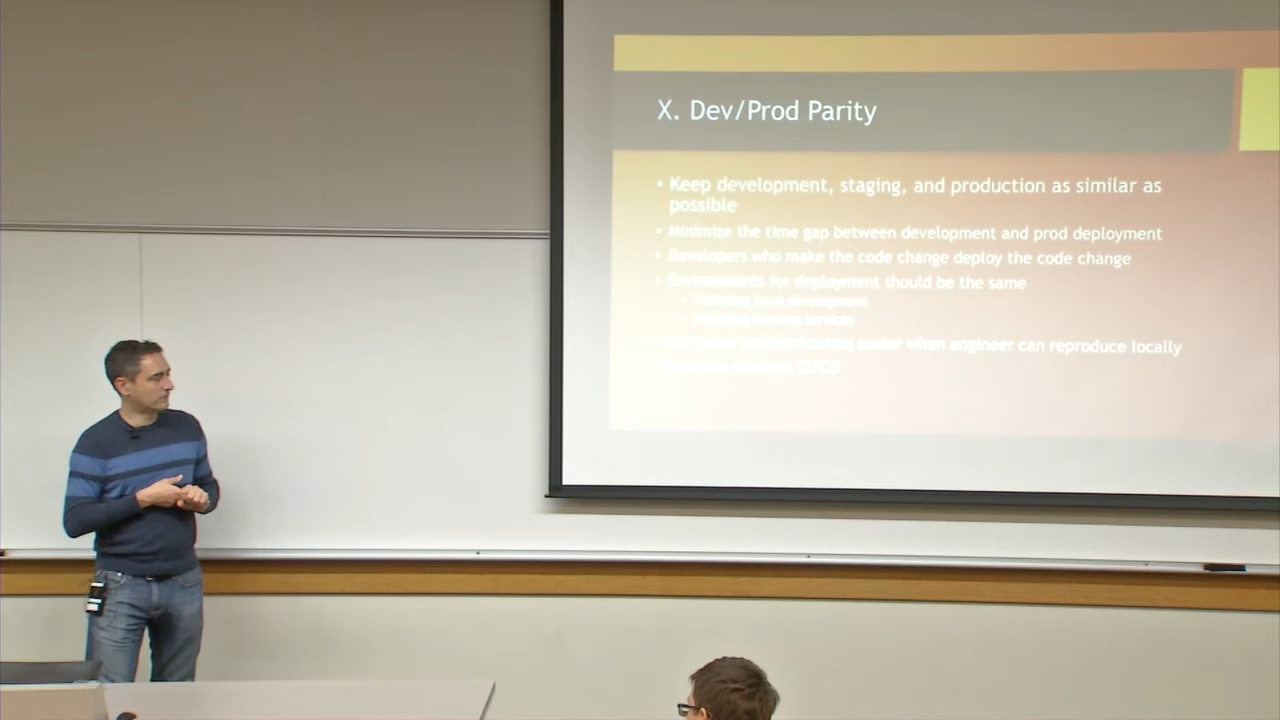 X. Dev/Prod Parity
• Keep development, staging, and production as similar as
possible
• Minimize the time gap between development and prod deployment
• Developers who make the code change deploy the code change
• Environments for deployment should be the same
• Including local development
• Including backing services
troubleshooting easier when engineer can reproduce locally
CI/CD